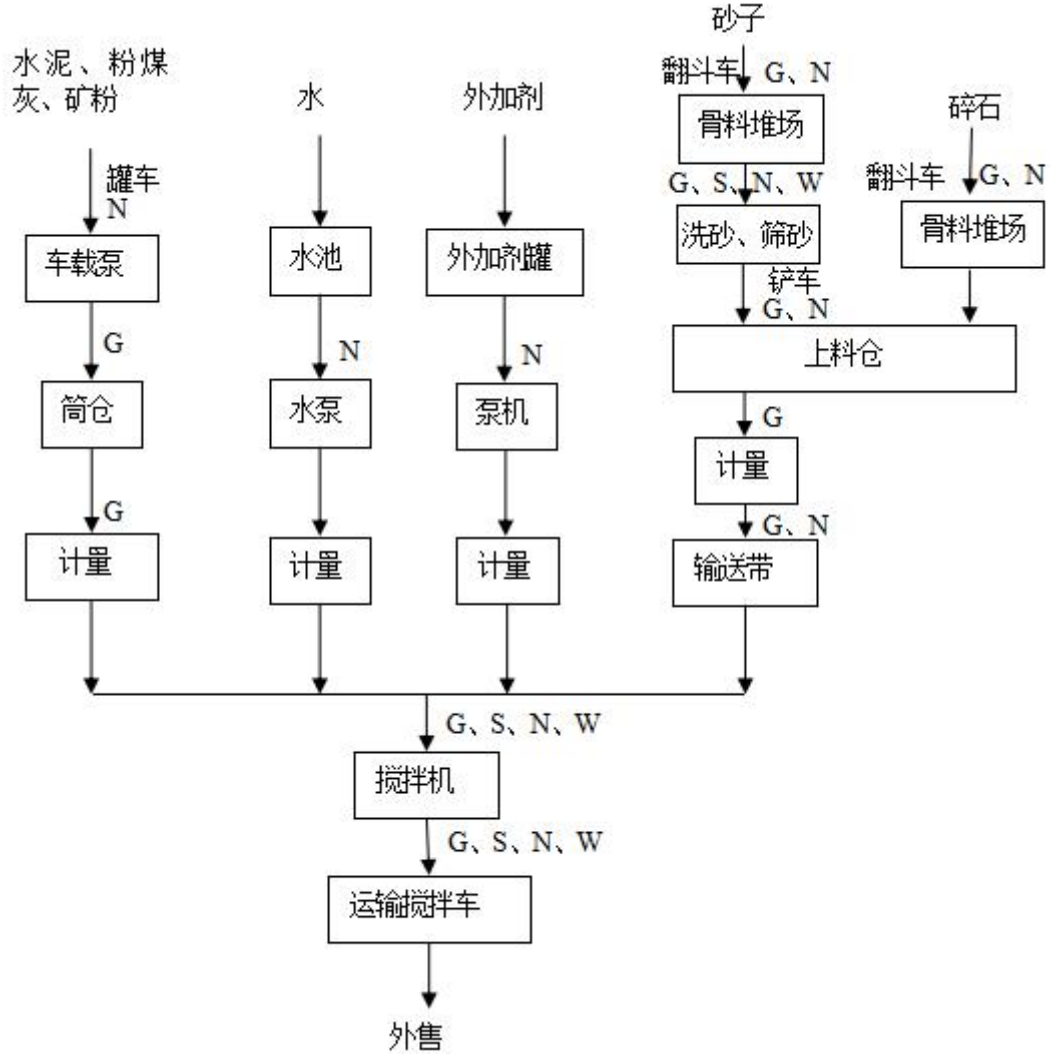 砂子
翻斗车
G、N
骨料堆场
G、S、N、W
洗砂、筛砂
铲车
G、N
碎石
翻斗车
G、N
骨料堆场
上料仓
G
计量
G、N
输送带
水泥、粉煤
灰、矿粉
罐车
N
车载泵
G
筒仓
G
计量
水
水池
N
水泵
计量
外加剂
外加剂罐
N
泵机
计量
G、S、N、W
搅拌机
G、S、N、W
运输搅拌车
外售